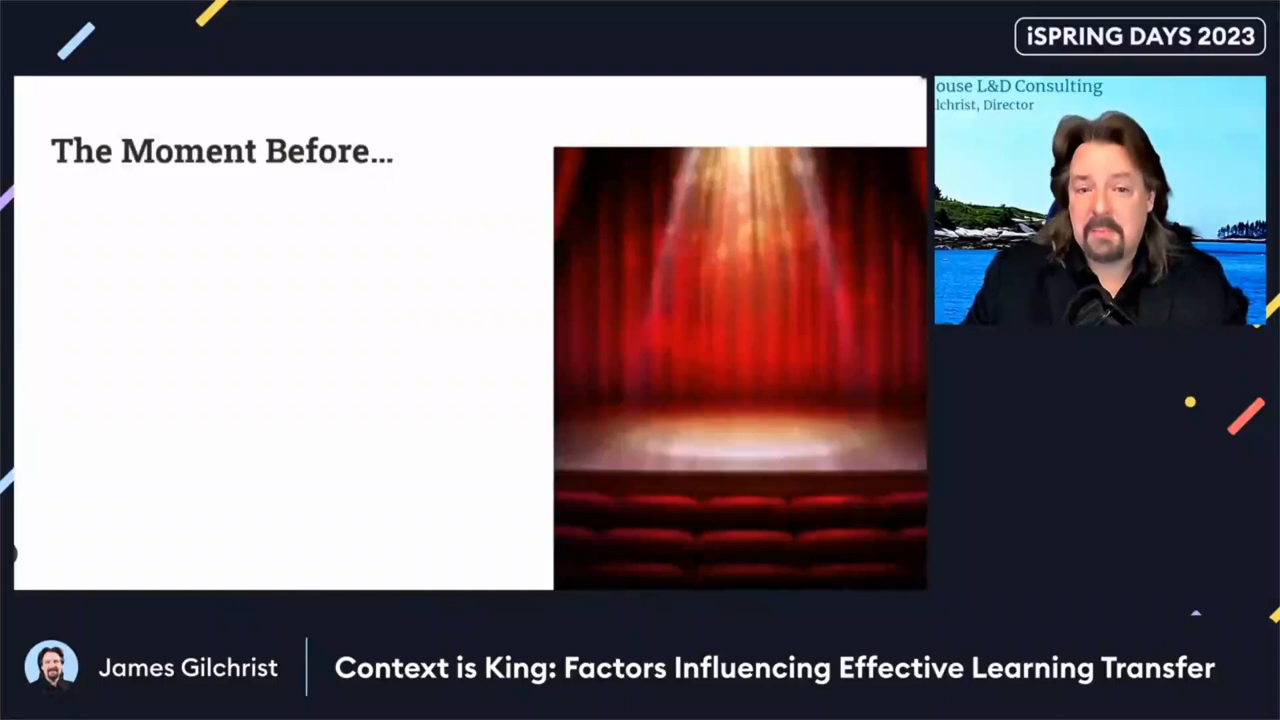 iSPRING DAYS 2023
The Moment Before...
ouse L&D Consulting
lchrist, Director
James Gilchrist
Context is King: Factors Influencing Effective Learning Transfer